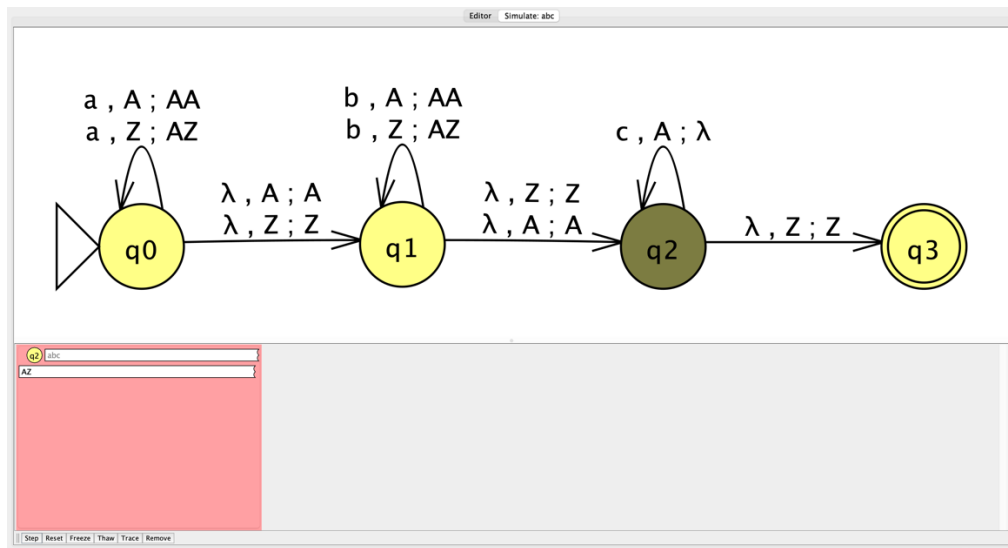 Editor Simulate: abc
a , A ; AA
a , Z ; AZ
b , A ; AA
b , Z ; AZ
c , A ; λ
λ , A ; A
λ , Z ; Z
λ , Z ; Z
λ , A ; A
λ , Z ; Z
q0
q1
q2
q3
q2 abc
AZ
Step Reset Freeze Thaw Trace Remove